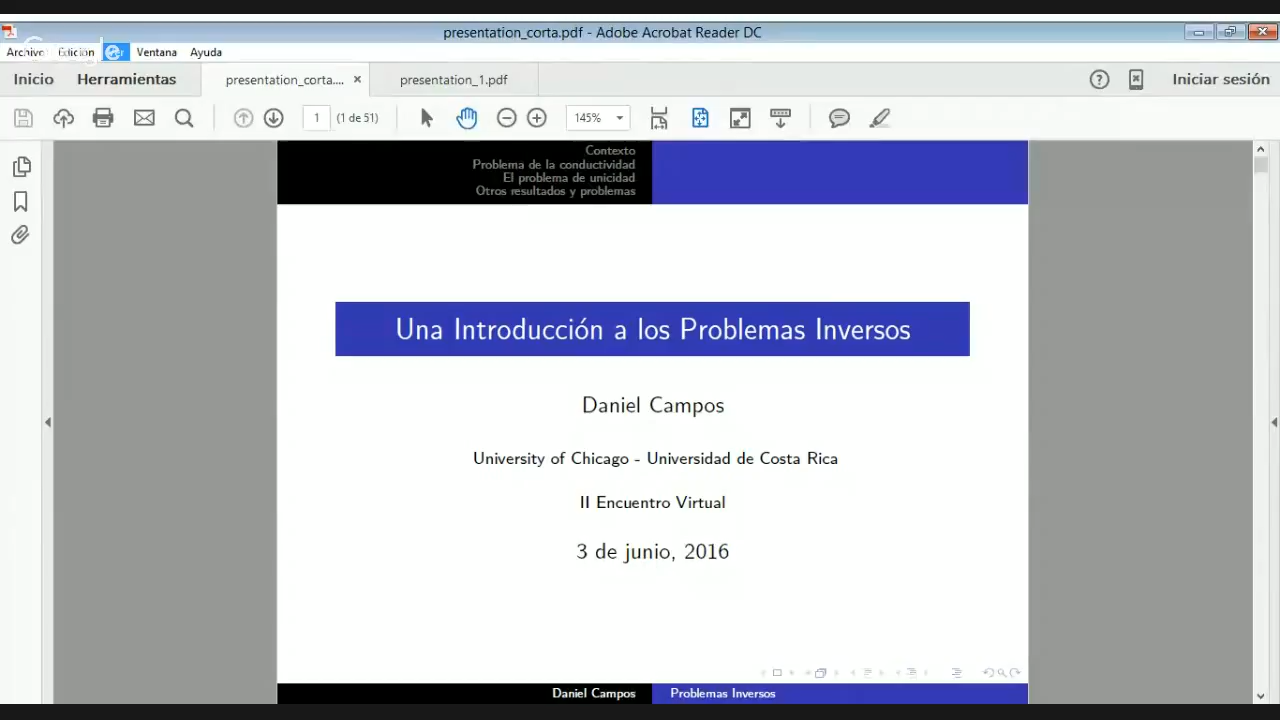 presentation_corta.pdf - Adobe Acrobat Reader DC
Archivo Edición Ver Ventana Ayuda
Inicio Herramientas presentation_corta.... × presentation_1.pdf Iniciar sesión
1 (1 de 51) 145%
Contexto
Problema de la conductividad
El problema de unicidad
Otros resultados y problemas
Una Introducción a los Problemas Inversos
Daniel Campos
University of Chicago - Universidad de Costa Rica
II Encuentro Virtual
3 de junio, 2016
Daniel Campos Problemas Inversos